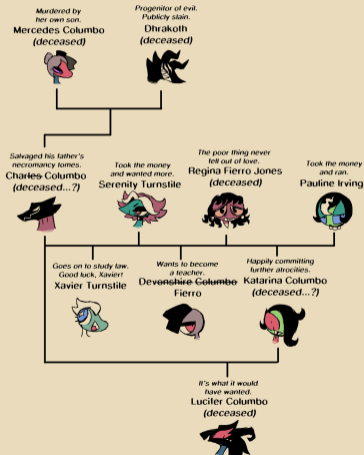 Murdered by
her own son.
Mercedes Columbo
(deceased)
Progenitor of evil.
Publicly slain.
Dhrakoth
(deceased)
Salvaged his father's
necromancy tomes.
Charles Columbo
(deceased...?)
Took the money
and wanted more.
Serenity Turnstile
The poor thing never
fell out of love.
Regina Fierro Jones
(deceased)
Took the money
and ran.
Pauline Irving
Goes on to study law.
Good luck, Xavier!
Xavier Turnstile
Wants to become
a teacher.
Devonshire Columbo
Fierro
Happily committing
further atrocities.
Katarina Columbo
(deceased...?)
It's what it would
have wanted.
Lucifer Columbo
(deceased)